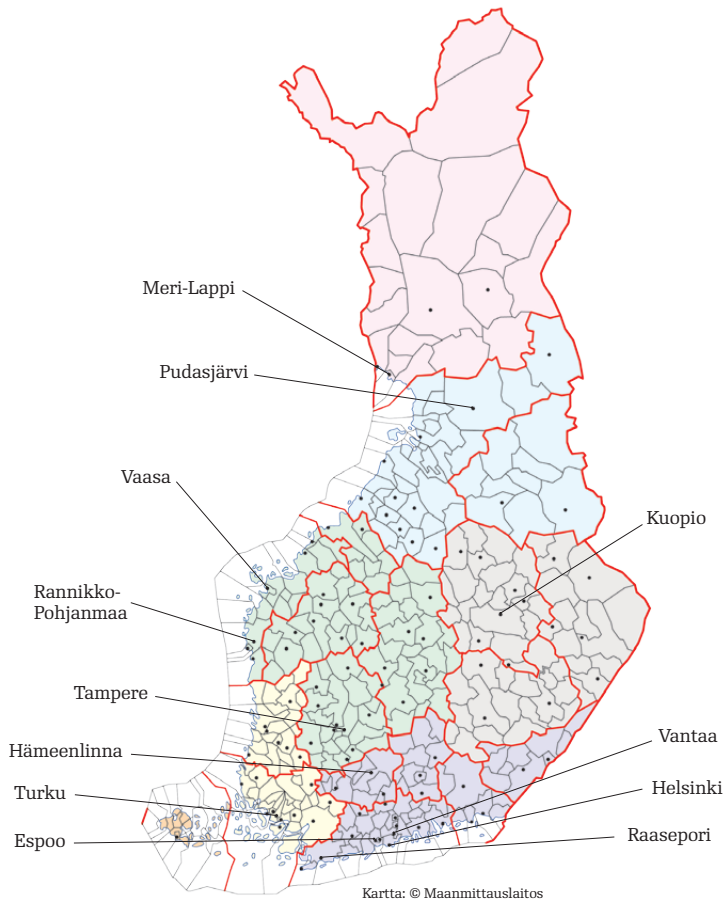 Meri-Lappi
Pudasjärvi
Vaasa
Kuopio
Rannikko-
Pohjanmaa
Tampere
Vantaa
Hämeenlinna
Helsinki
Turku
Raasepori
Espoo
Kartta: © Maanmittauslaitos